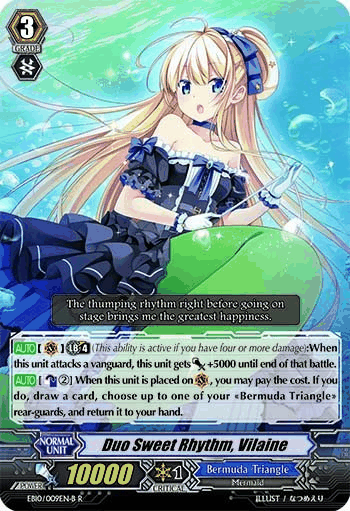 3
GRADE
The thumping rhythm right before going on
stage brings me the greatest happiness.
AUTO [ ] 4 (This ability is active if you have four or more damage):When
this unit attacks a vanguard, this unit gets +5000 until end of that battle.
AUTO [ ② ] When this unit is placed on , you may pay the cost. If you
do, draw a card, choose up to one of your «Bermuda Triangle»
rear-guards, and return it to your hand.
NORMAL
UNIT
Duo Sweet Rhythm, Vilaine
POWER 10000
1
CRITICAL
Bermuda Triangle
Mermaid
EB10/009EN-B R
ILLUST / なつめえり